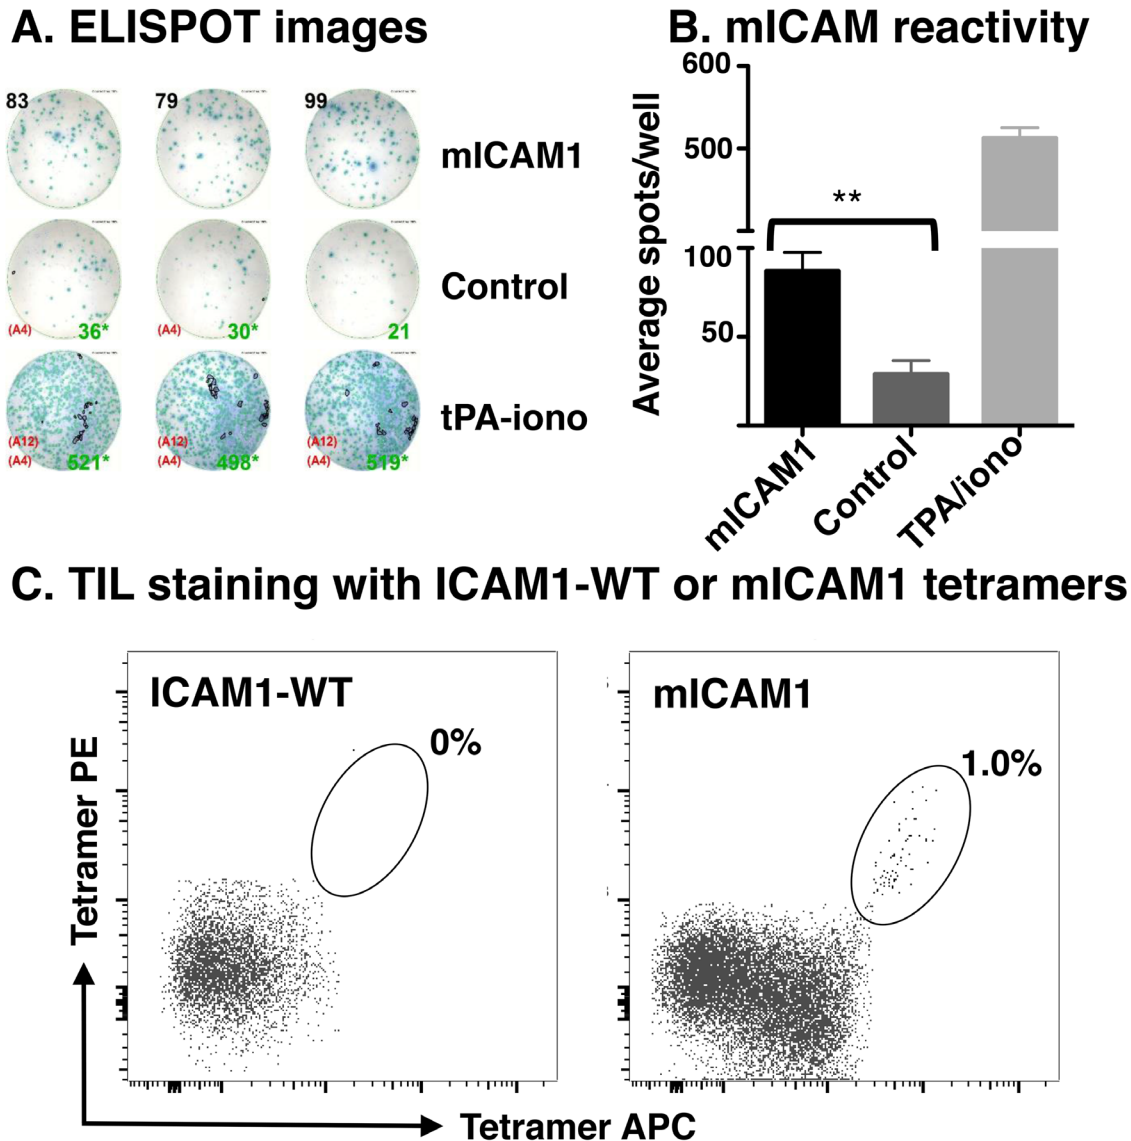 A. ELISPOT images
83
79
99
mICAM1
(A4)
36*
(A4)
30*
21
Control
(A12)
(A4)
521*
(A12)
(A4)
498*
(A12)
(A4)
519*
tPA-iono
B. mICAM reactivity
Average spots/well
600
500
100
50
**
mICAM1
Control
TPA/iono
C. TIL staining with ICAM1-WT or mICAM1 tetramers
Tetramer PE
ICAM1-WT
0%
mICAM1
1.0%
Tetramer APC